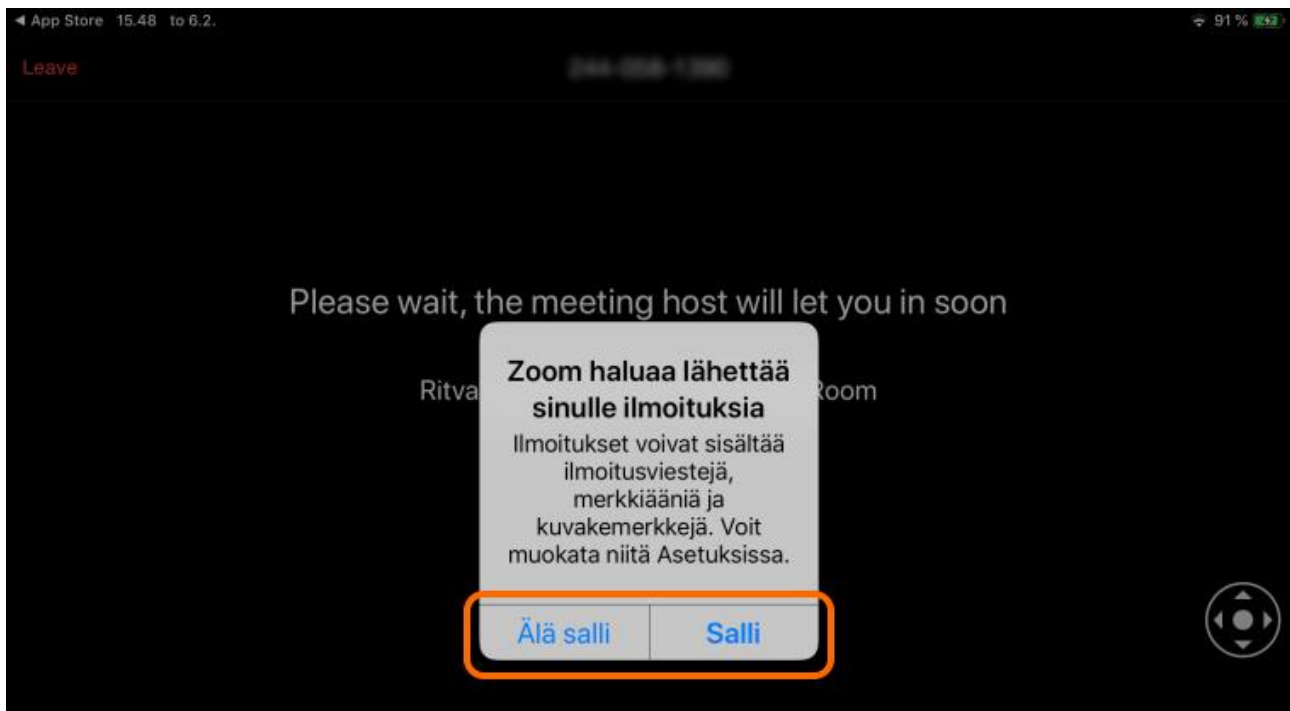 App Store 15.48 to 6.2. 91 %
Leave
Please wait, the meeting host will let you in soon
Ritva Room
Zoom haluaa lähettää
sinulle ilmoituksia
Ilmoitukset voivat sisältää
ilmoitusviestejä,
merkkiääniä ja
kuvakemerkkejä. Voit
muokata niitä Asetuksissa.
Älä salli Salli